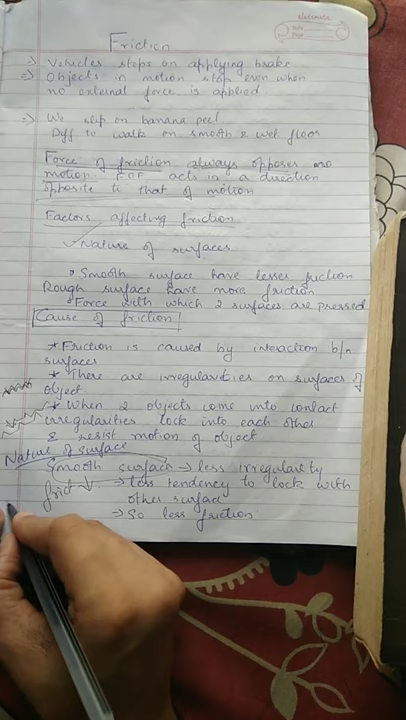 Friction
=) Vehicles stops on applying brake
=) Objects in motion stop even when
no external force is applied.
=) We slip on banana peel
Diff to walk on smooth & wet floor
Force of friction always opposes mo
motion. FOF acts in a direction
opposite to that of motion
Factors affecting friction
✓ Nature of surfaces
* Smooth surface have lesser friction
Rough surface have more friction
* Force with which 2 surfaces are pressed
Cause of friction
* Friction is caused by interaction b/n
surfaces
* There are irregularities on surfaces of
object.
* When 2 objects come into contact
irregularities lock into each other
& resist motion of object
Nature of surface
Smooth surface → less irregularity
frict ↓ → less tendency to lock with
other surface
→ So less friction